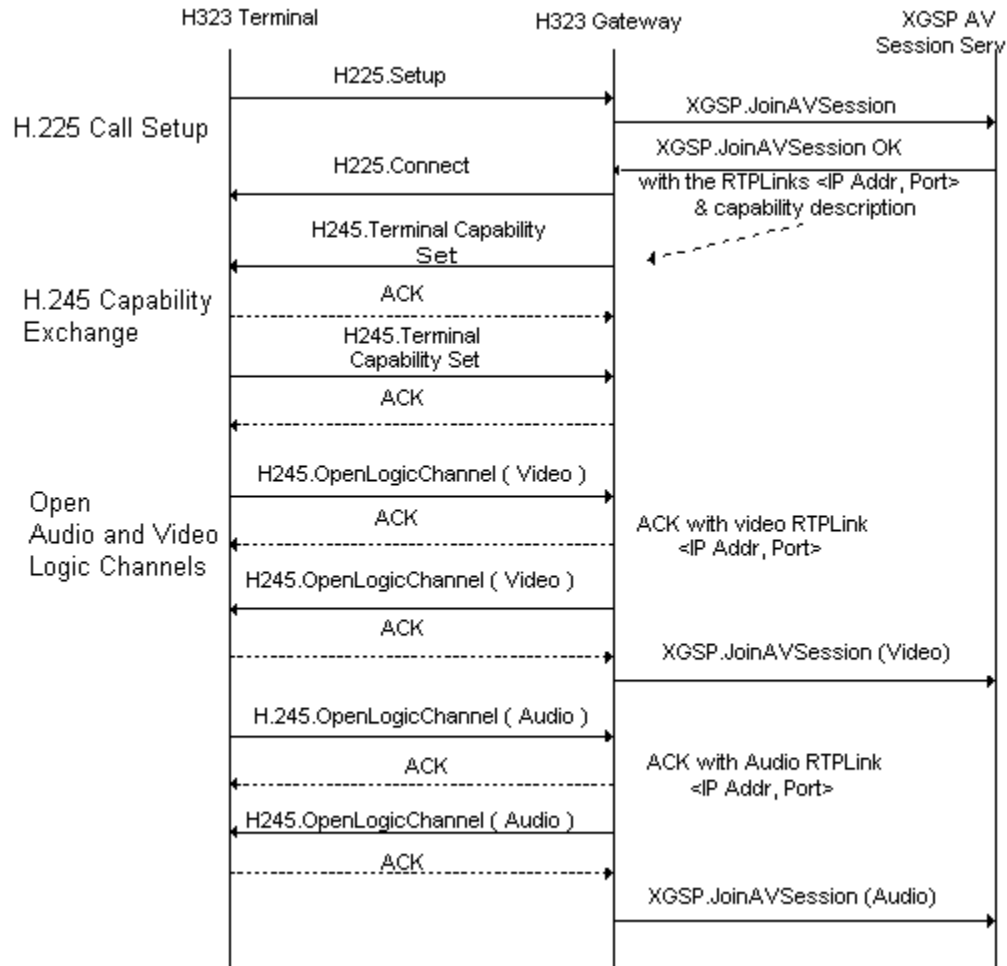 H323 Terminal
H323 Gateway
XGSP AV
Session Serv
H225.Setup
XGSP.JoinAVSession
H.225 Call Setup
XGSP.JoinAVSession OK
H225.Connect
with the RTPLinks <IP Addr, Port>
& capability description
H245.Terminal Capability
Set
ACK
H.245 Capability
Exchange
H245.Terminal
Capability Set
ACK
H245.OpenLogicChannel ( Video )
Open
Audio and Video
Logic Channels
ACK
ACK with video RTPLink
<IP Addr, Port>
H245.OpenLogicChannel ( Video )
ACK
XGSP.JoinAVSession (Video)
H.245.OpenLogicChannel ( Audio )
ACK
ACK with Audio RTPLink
<IP Addr, Port>
H245.OpenLogicChannel ( Audio )
ACK
XGSP.JoinAVSession (Audio)